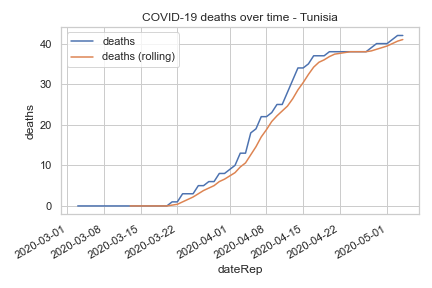 COVID-19 deaths over time - Tunisia
deaths
deaths (rolling)
deaths
40
30
20
10
0
2020-03-01
2020-03-08
2020-03-15
2020-03-22
2020-04-01
2020-04-08
2020-04-15
2020-04-22
2020-05-01
dateRep